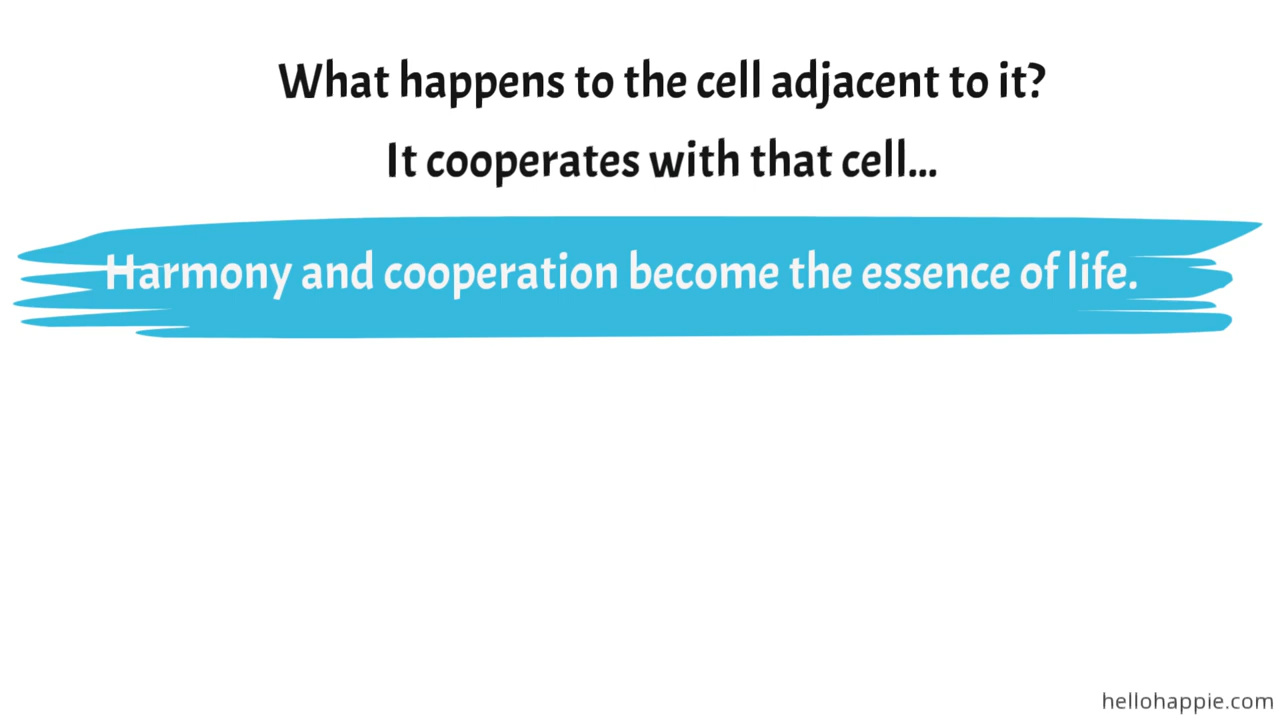 What happens to the cell adjacent to it?
It cooperates with that cell...
Harmony and cooperation become the essence of life.
hellohappie.com